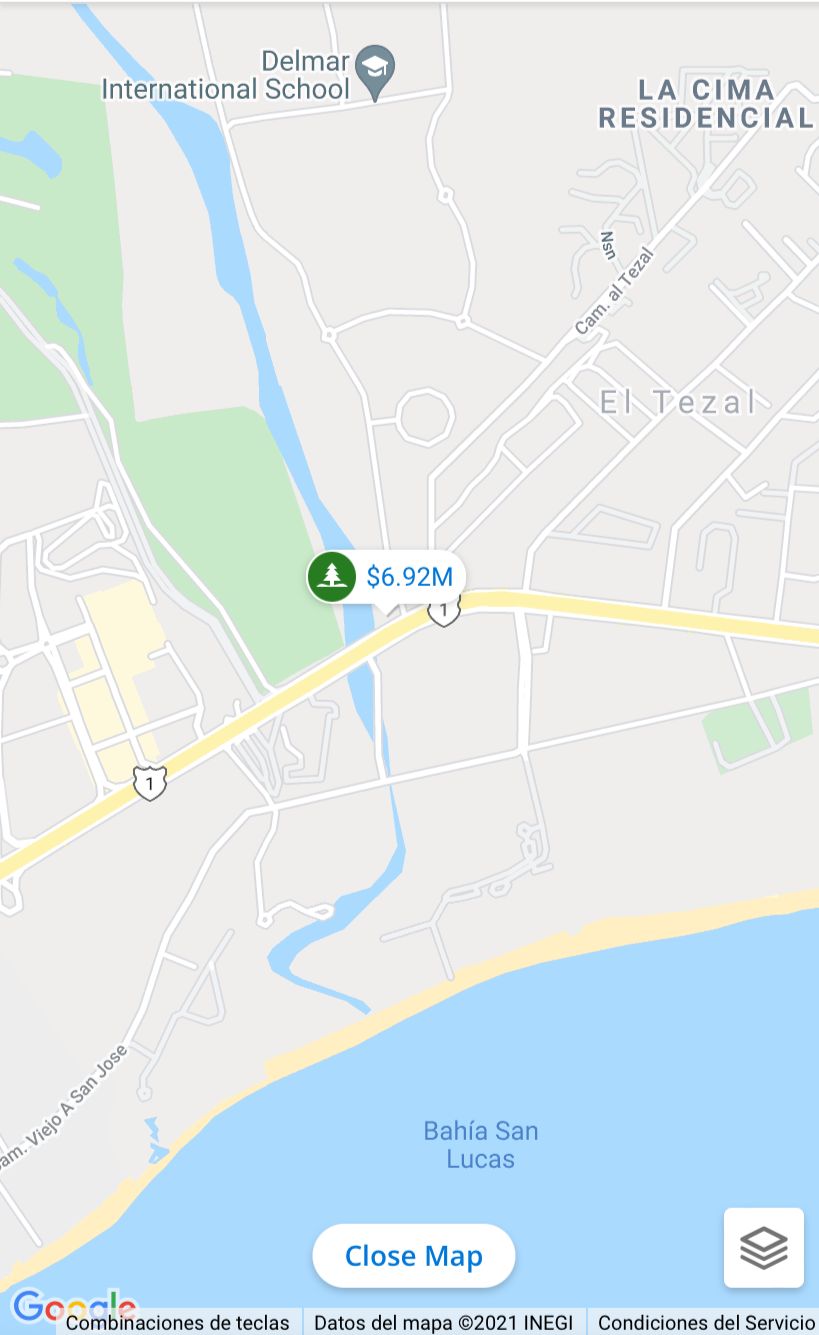 Delmar
International School
LA CIMA
RESIDENCIAL
Nsn
Cam. al Tezal
El Tezal
$6.92M
1
1
am. Viejo A San Jose
Bahía San
Lucas
Close Map
Google
Combinaciones de teclas
Datos del mapa ©2021 INEGI
Condiciones del Servicio